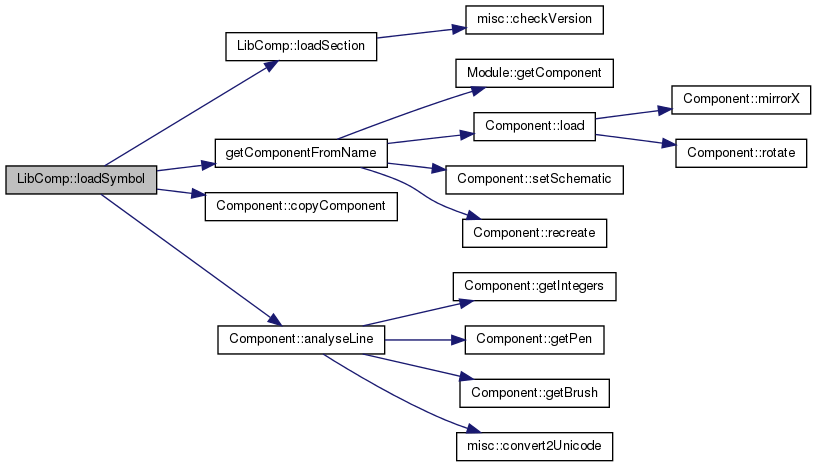 misc::checkVersion
LibComp::loadSection
Module::getComponent
Component::mirrorX
Component::load
getComponentFromName
Component::rotate
LibComp::loadSymbol
Component::setSchematic
Component::copyComponent
Component::recreate
Component::getIntegers
Component::analyseLine
Component::getPen
Component::getBrush
misc::convert2Unicode